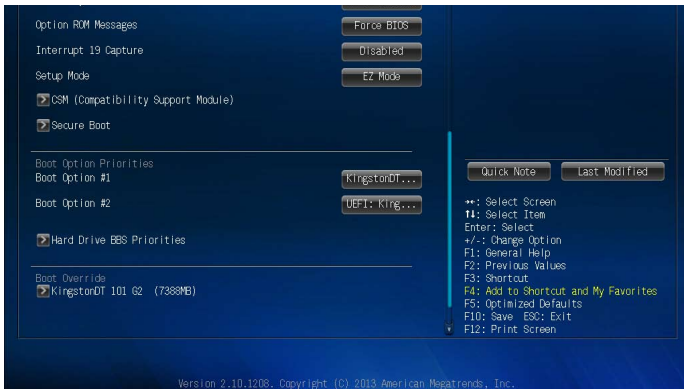 Option ROM Messages
Force BIOS
Interrupt 19 Capture
Disabled
Setup Mode
EZ Mode
CSM (Compatibility Support Module)
Secure Boot
Boot Option Priorities
Boot Option #1
KingstonDT...
Boot Option #2
UEFI: King...
Hard Drive BBS Priorities
Boot Override
KingstonDT 101 G2 (7388MB)
Quick Note
Last Modified
→←: Select Screen
↑↓: Select Item
Enter: Select
+/-: Change Option
F1: General Help
F2: Previous Values
F3: Shortcut
F4: Add to Shortcut and My Favorites
F5: Optimized Defaults
F10: Save ESC: Exit
F12: Print Screen
Version 2.10.1208. Copyright (C) 2013 American Megatrends, Inc.